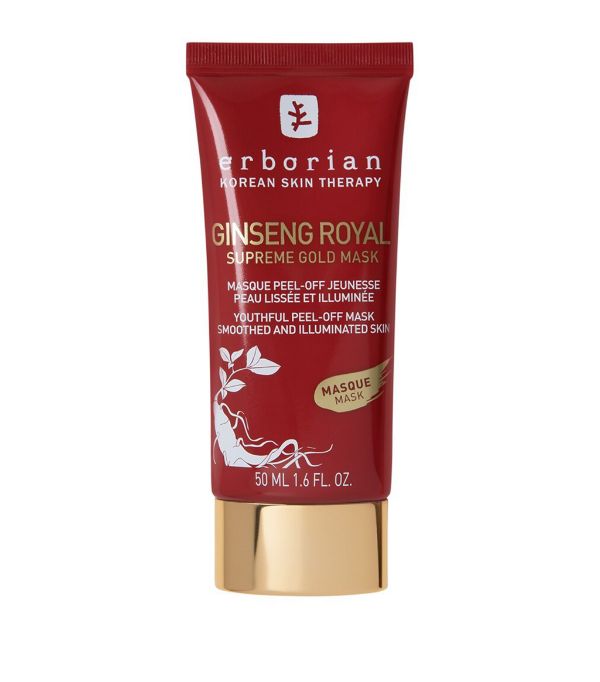 erborian
KOREAN SKIN THERAPY
GINSENG ROYAL
SUPREME GOLD MASK
MASQUE PEEL-OFF JEUNESSE
PEAU LISSÉE ET ILLUMINÉE
YOUTHFUL PEEL-OFF MASK
SMOOTHED AND ILLUMINATED SKIN
MASQUE
MASK
50 ML 1.6 FL. OZ.